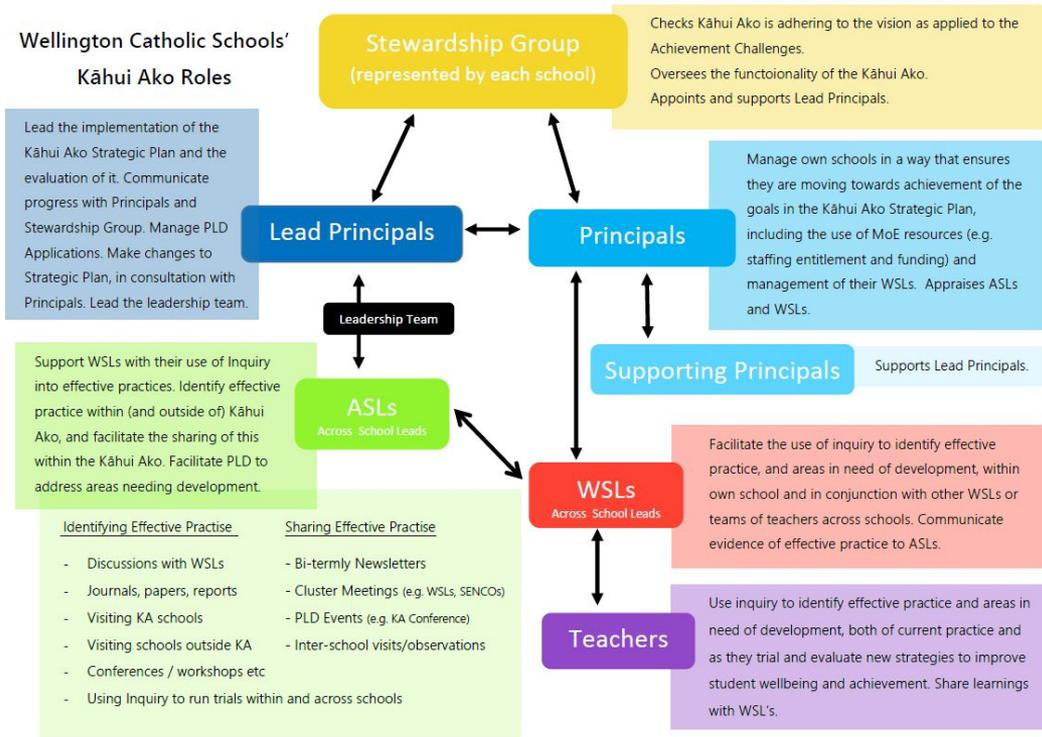 Wellington Catholic Schools'
Kāhui Ako Roles
Stewardship Group
(represented by each school)
Checks Kāhui Ako is adhering to the vision as applied to the
Achievement Challenges.
Oversees the functoionality of the Kāhui Ako.
Appoints and supports Lead Principals.
Lead the implementation of the
Kāhui Ako Strategic Plan and the
evaluation of it. Communicate
progress with Principals and
Stewardship Group. Manage PLD
Applications. Make changes to
Strategic Plan, in consultation with
Principals. Lead the leadership team.
Lead Principals
Principals
Manage own schools in a way that ensures
they are moving towards achievement of the
goals in the Kāhui Ako Strategic Plan,
including the use of MoE resources (e.g.
staffing entitlement and funding) and
management of their WSLs. Appraises ASLs
and WSLs.
Leadership Team
Supporting Principals
Supports Lead Principals.
Support WSLs with their use of Inquiry
into effective practices. Identify effective
practice within (and outside of) Kāhui
Ako, and facilitate the sharing of this
within the Kāhui Ako. Facilitate PLD to
address areas needing development.
ASLs
Across School Leads
WSLs
Across School Leads
Facilitate the use of inquiry to identify effective
practice, and areas in need of development, within
own school and in conjunction with other WSLs or
teams of teachers across schools. Communicate
evidence of effective practice to ASLs.
Identifying Effective Practise
- Discussions with WSLs
- Journals, papers, reports
- Visiting KA schools
- Visiting schools outside KA
- Conferences / workshops etc
- Using Inquiry to run trials within and across schools
Sharing Effective Practise
- Bi-termly Newsletters
- Cluster Meetings (e.g. WSLs, SENCOs)
- PLD Events (e.g. KA Conference)
- Inter-school visits/observations
Teachers
Use inquiry to identify effective practice and areas in
need of development, both of current practice and
as they trial and evaluate new strategies to improve
student wellbeing and achievement. Share learnings
with WSL's.